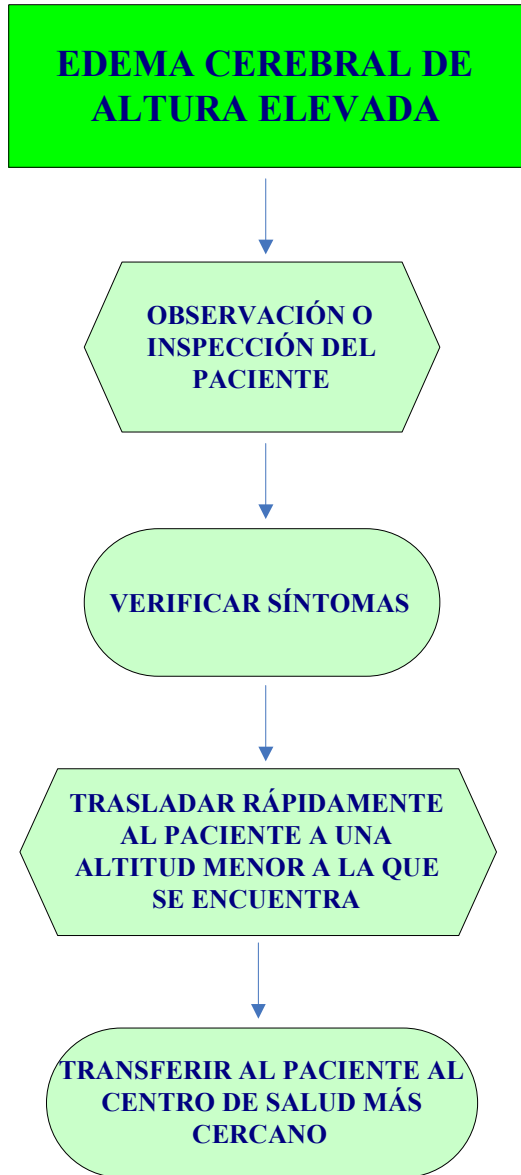 EDEMA CEREBRAL DE
ALTURA ELEVADA
OBSERVACIÓN O
INSPECCIÓN DEL
PACIENTE
VERIFICAR SÍNTOMAS
TRASLADAR RÁPIDAMENTE
AL PACIENTE A UNA
ALTITUD MENOR A LA QUE
SE ENCUENTRA
TRANSFERIR AL PACIENTE AL
CENTRO DE SALUD MÁS
CERCANO